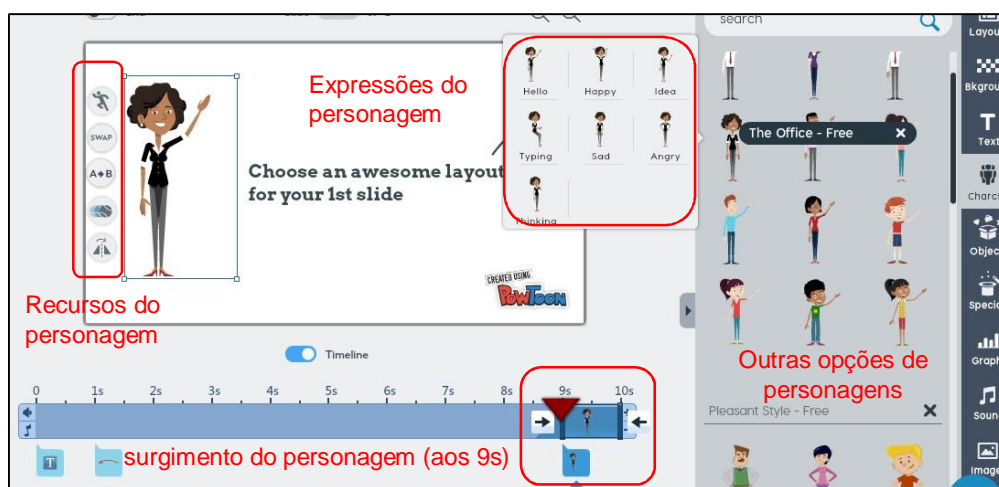 search
Layou
Bkgrou
Text
Charc
Objec
Specia
Graph
Soun
Image
Expressões do
personagem
Hello
Happy
Idea
Typing
Sad
Angry
Thinking
SWAP
A+B
Choose an awesome layout
for your 1st slide
The Office - Free
X
CREATED USING
POWTOON
Recursos do
personagem
Timeline
Outras opções de
personagens
Pleasant Style - Free
X
0 1s 2s 3s 4s 5s 6s 7s 8s 9s 10s
T
surgimento do personagem (aos 9s)